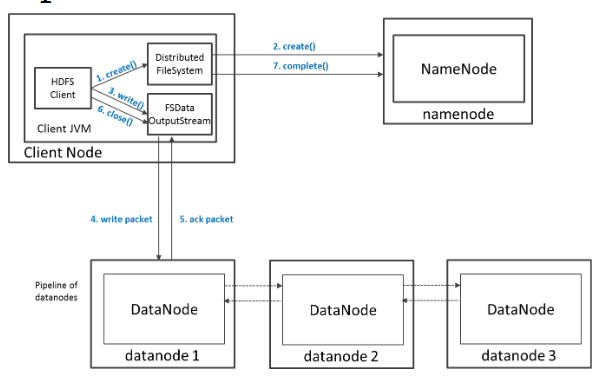 2. create()
Distributed
FileSystem
1. create()
7. complete()
NameNode
HDFS
Client
3. write()
FSData
OutputStream
6. close()
namenode
Client JVM
Client Node
4. write packet
5. ack packet
Pipeline of
datanodes
DataNode
DataNode
DataNode
datanode 1
datanode 2
datanode 3